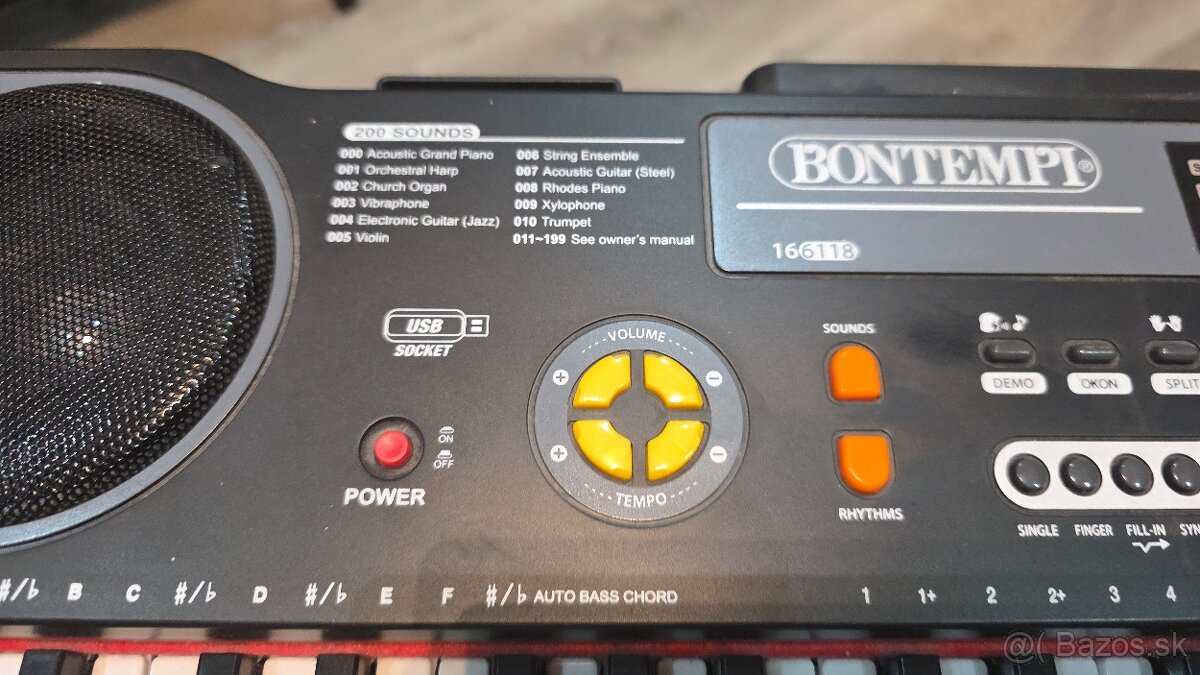 200 SOUNDS
000 Acoustic Grand Piano
001 Orchestral Harp
002 Church Organ
003 Vibraphone
004 Electronic Guitar (Jazz)
005 Violin
006 String Ensemble
007 Acoustic Guitar (Steel)
008 Rhodes Piano
009 Xylophone
010 Trumpet
011~199 See owner's manual
BONTEMPI®
166118
USB
SOCKET
VOLUME
+ −
+ −
TEMPO
ON
OFF
POWER
SOUNDS
RHYTHMS
DEMO OKON SPLIT
SINGLE FINGER FILL-IN SYN
#/b B C #/b D #/b E F #/b AUTO BASS CHORD 1 1+ 2 2+ 3 4
@( Bazos.sk